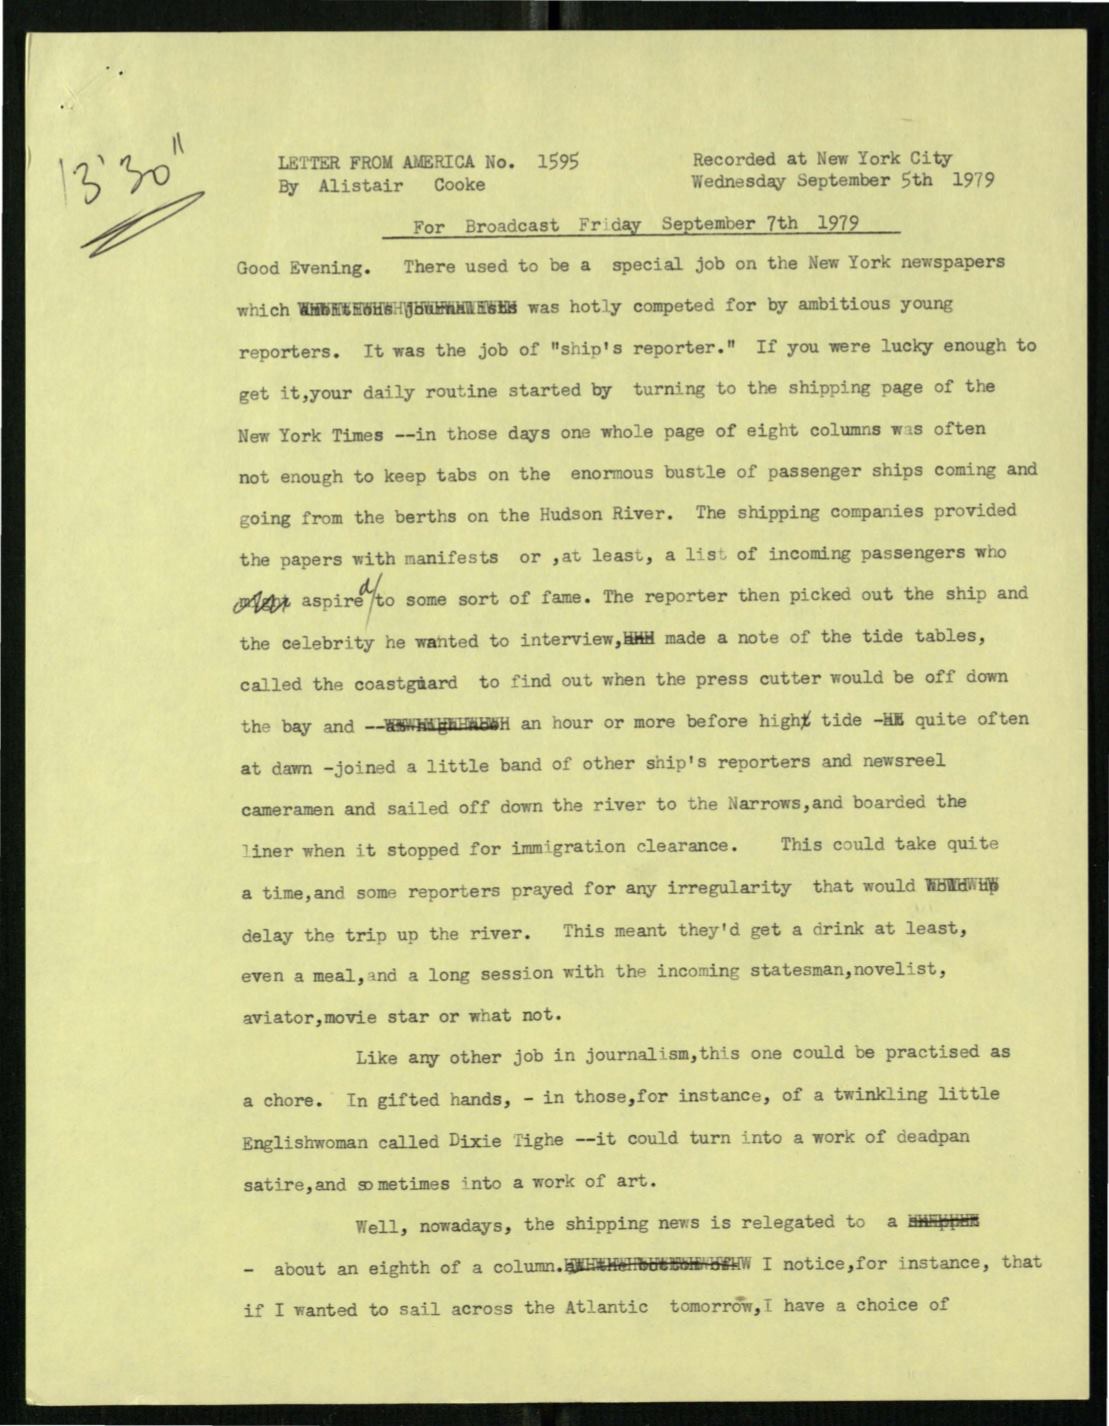 13'30"
LETTER FROM AMERICA No. 1595 Recorded at New York City
By Alistair Cooke Wednesday September 5th 1979
For Broadcast Friday September 7th 1979
Good Evening. There used to be a special job on the New York newspapers
which was hotly competed for by ambitious young
reporters. It was the job of "ship's reporter." If you were lucky enough to
get it,your daily routine started by turning to the shipping page of the
New York Times --in those days one whole page of eight columns was often
not enough to keep tabs on the enormous bustle of passenger ships coming and
going from the berths on the Hudson River. The shipping companies provided
the papers with manifests or ,at least, a list of incoming passengers who
aspired/to some sort of fame. The reporter then picked out the ship and
the celebrity he wanted to interview, made a note of the tide tables,
called the coastguard to find out when the press cutter would be off down
the bay and -- an hour or more before high tide - quite often
at dawn -joined a little band of other ship's reporters and newsreel
cameramen and sailed off down the river to the Narrows,and boarded the
liner when it stopped for immigration clearance. This could take quite
a time,and some reporters prayed for any irregularity that would
delay the trip up the river. This meant they'd get a drink at least,
even a meal,and a long session with the incoming statesman,novelist,
aviator,movie star or what not.
Like any other job in journalism,this one could be practised as
a chore. In gifted hands, - in those,for instance, of a twinkling little
Englishwoman called Dixie Tighe --it could turn into a work of deadpan
satire,and sometimes into a work of art.
Well, nowadays, the shipping news is relegated to a
- about an eighth of a column. I notice,for instance, that
if I wanted to sail across the Atlantic tomorrow,I have a choice of